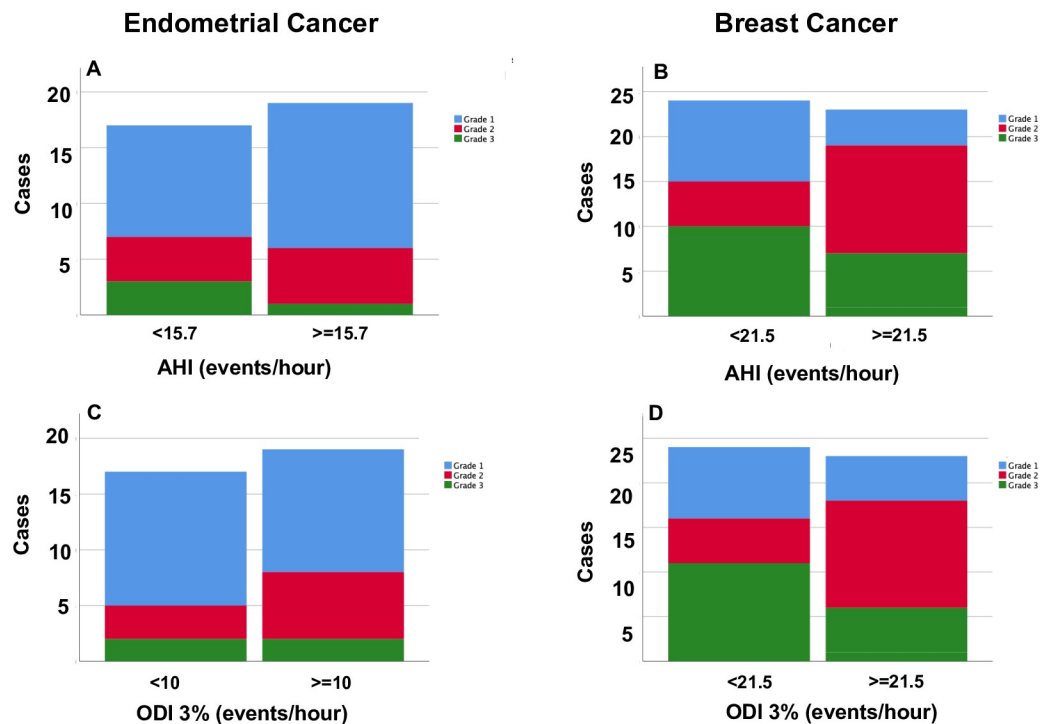 Endometrial Cancer
Breast Cancer
A
20
15
10
5
Cases
Grade 1
Grade 2
Grade 3
<15.7
>=15.7
AHI (events/hour)
B
25
20
15
10
5
Cases
Grade 1
Grade 2
Grade 3
<21.5
>=21.5
AHI (events/hour)
C
20
15
10
5
Cases
Grade 1
Grade 2
Grade 3
<10
>=10
ODI 3% (events/hour)
D
25
20
15
10
5
Cases
Grade 1
Grade 2
Grade 3
<21.5
>=21.5
ODI 3% (events/hour)